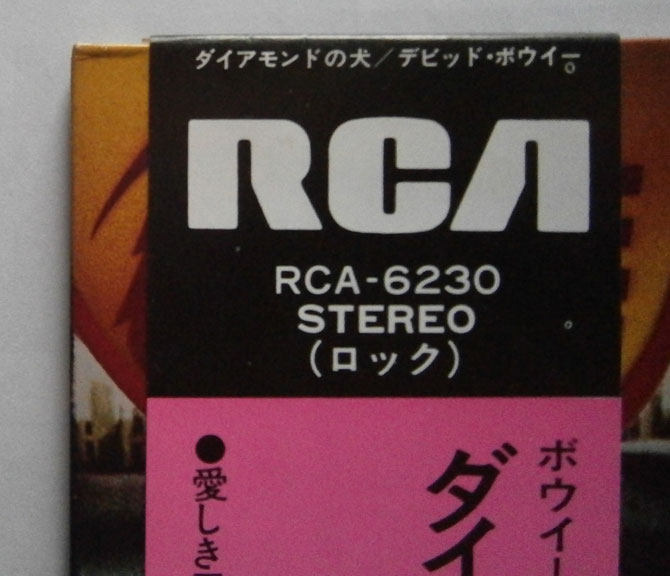 ダイアモンドの犬／デビッド・ボウイー
RCA
RCA-6230
STEREO
(ロック)
ボウイー
ダイ
●愛しき